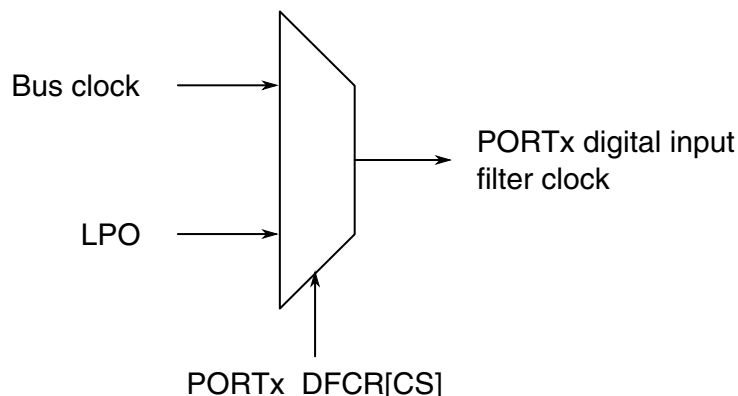 Bus clock
PORTx digital input
filter clock
LPO
PORTx_DFCR[CS]